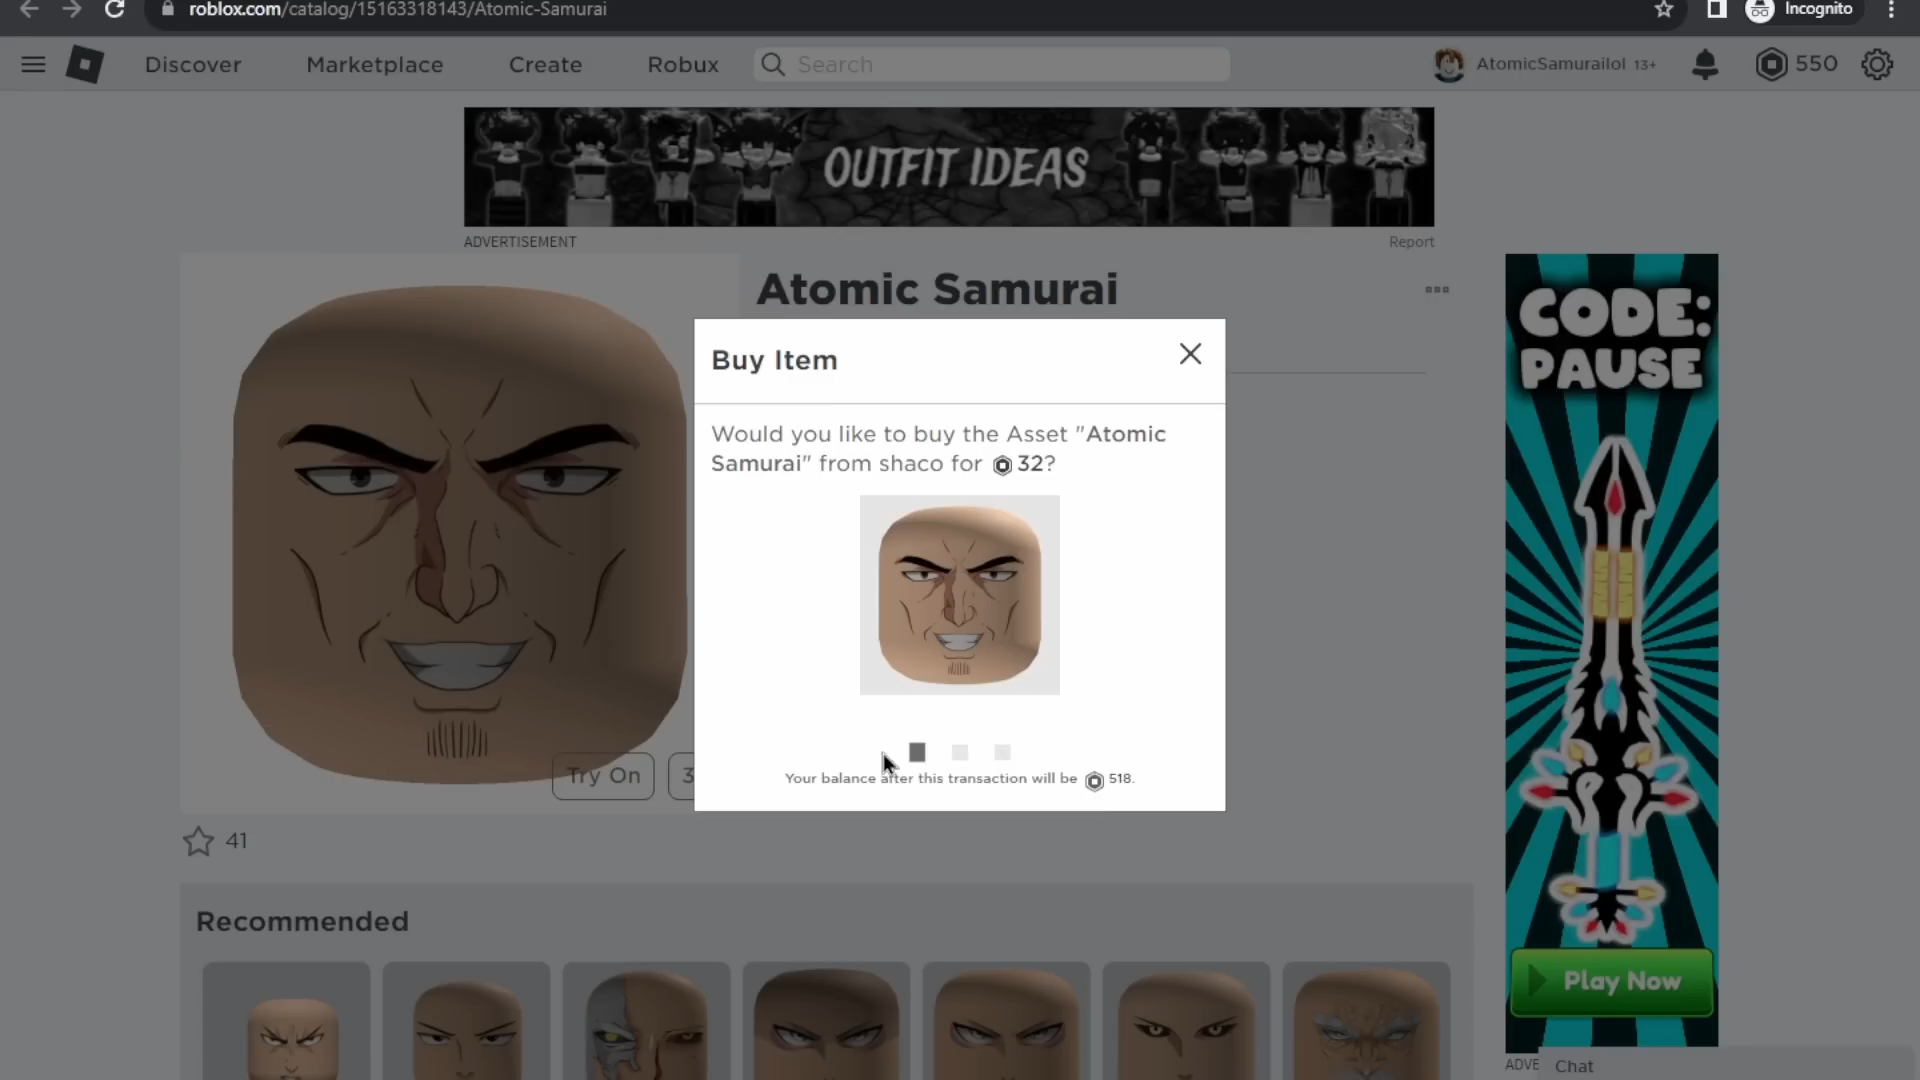 roblox.com/catalog/15163318143/Atomic-Samurai
Incognito
Discover
Marketplace
Create
Robux
Search
AtomicSamurailol 13+
550
OUTFIT IDEAS
ADVERTISEMENT
Report
Atomic Samurai
CODE:
PAUSE
Buy Item
Would you like to buy the Asset "Atomic
Samurai" from shaco for 32?
Try On
3
Your balance after this transaction will be 518.
41
Recommended
Play Now
ADVE
Chat